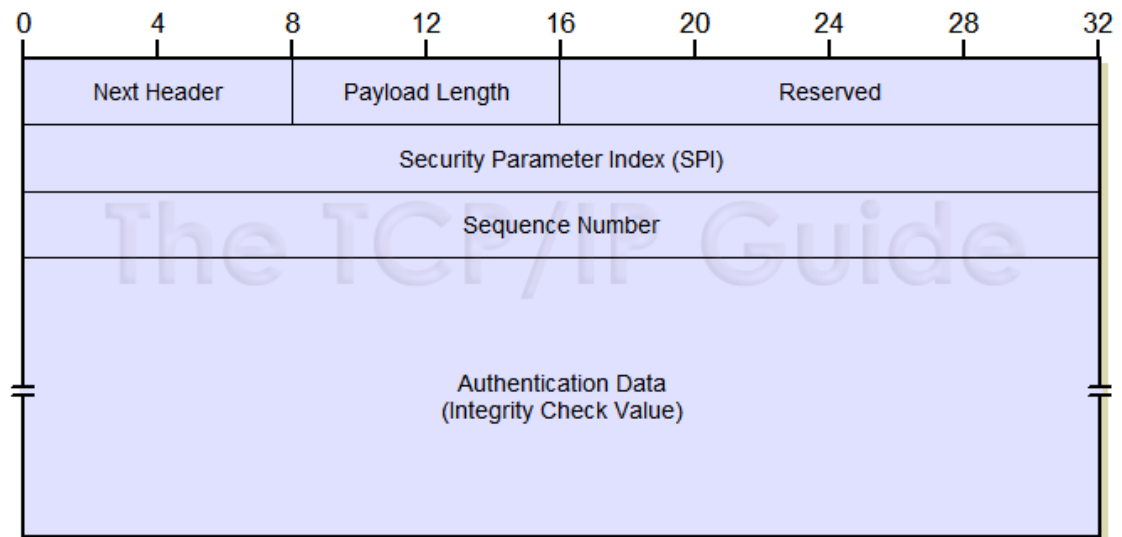 0 4 8 12 16 20 24 28 32
Next Header Payload Length Reserved
Security Parameter Index (SPI)
Sequence Number
The TCP/IP Guide
Authentication Data
(Integrity Check Value)